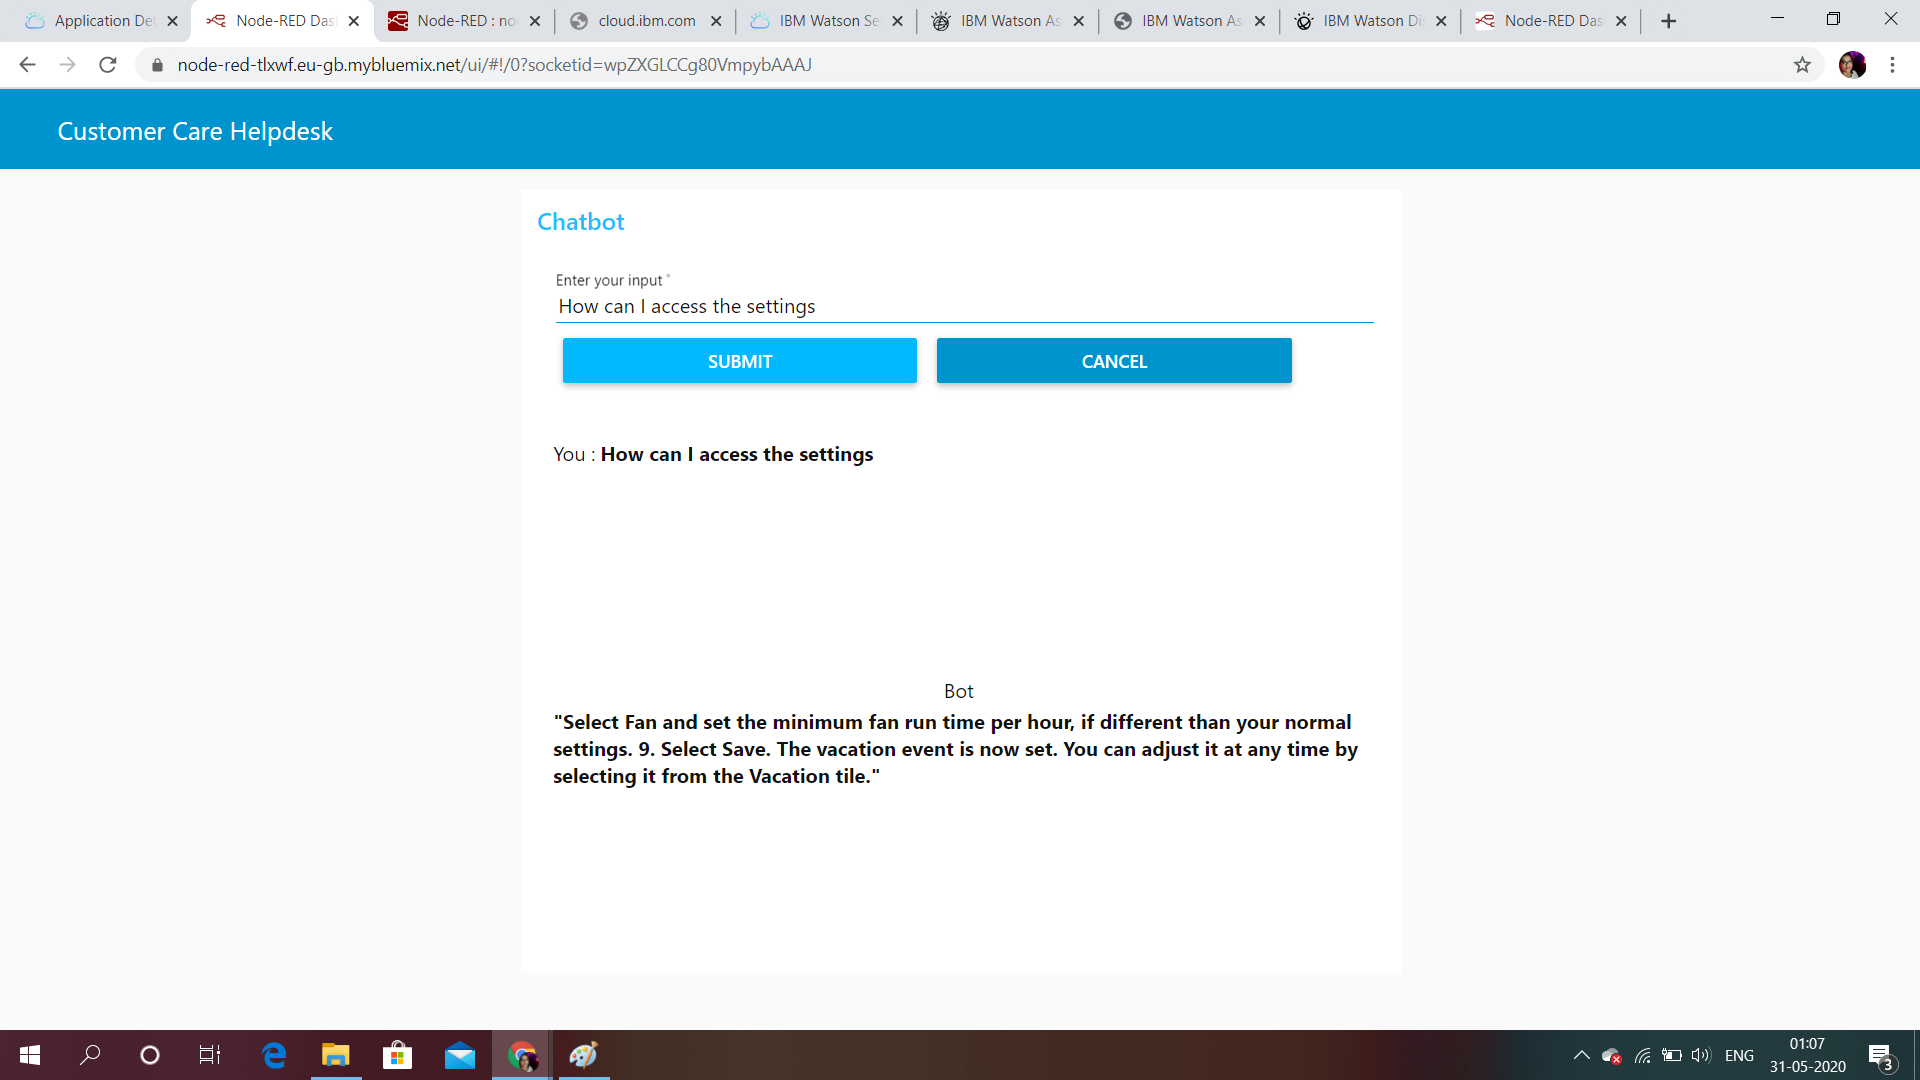 Application Det
Node-RED Das
Node-RED : no
cloud.ibm.com
IBM Watson Se
IBM Watson As
IBM Watson As
IBM Watson Di
Node-RED Das
node-red-tlxwf.eu-gb.mybluemix.net/ui/#!/0?socketid=wpZXGLCCg80VmpybAAAJ
Customer Care Helpdesk
Chatbot
Enter your input *
How can I access the settings
SUBMIT
CANCEL
You : How can I access the settings
Bot
"Select Fan and set the minimum fan run time per hour, if different than your normal
settings. 9. Select Save. The vacation event is now set. You can adjust it at any time by
selecting it from the Vacation tile."
ENG
01:07
31-05-2020
3